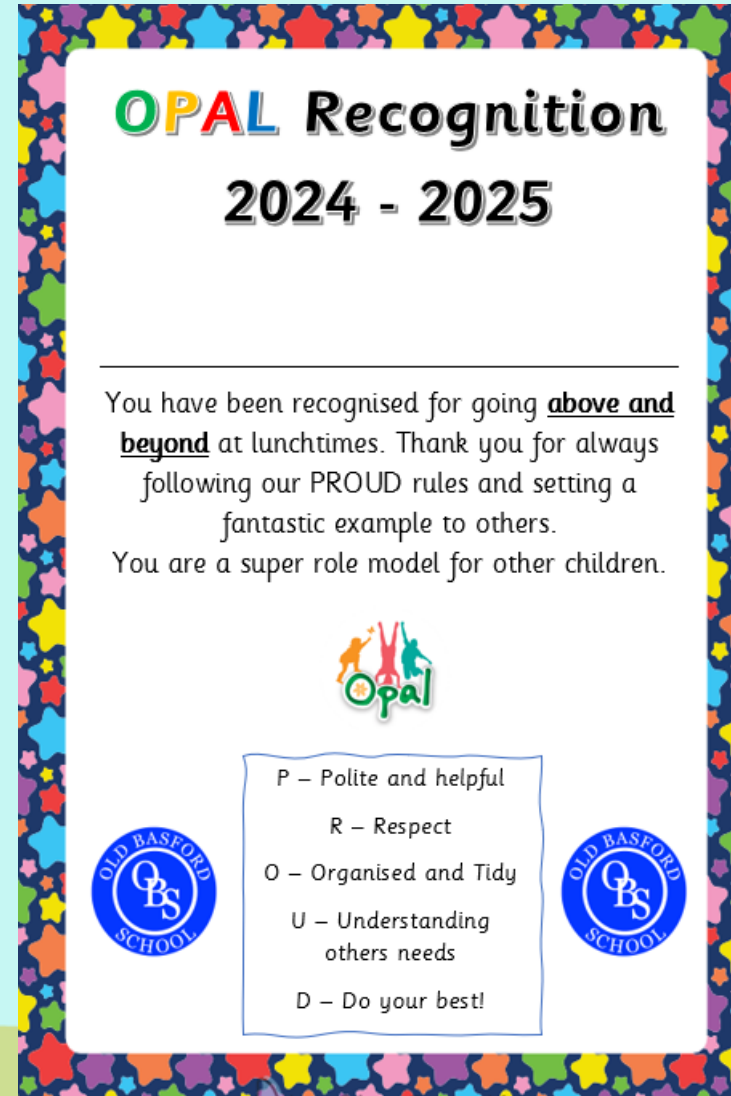 OPAL Recognition
2024 - 2025
You have been recognised for going above and
beyond at lunchtimes. Thank you for always
following our PROUD rules and setting a
fantastic example to others.
You are a super role model for other children.
Opal
P – Polite and helpful
R – Respect
O – Organised and Tidy
U – Understanding
others needs
D – Do your best!
OLD BASFORD
OBS
SCHOOL
OLD BASFORD
OBS
SCHOOL